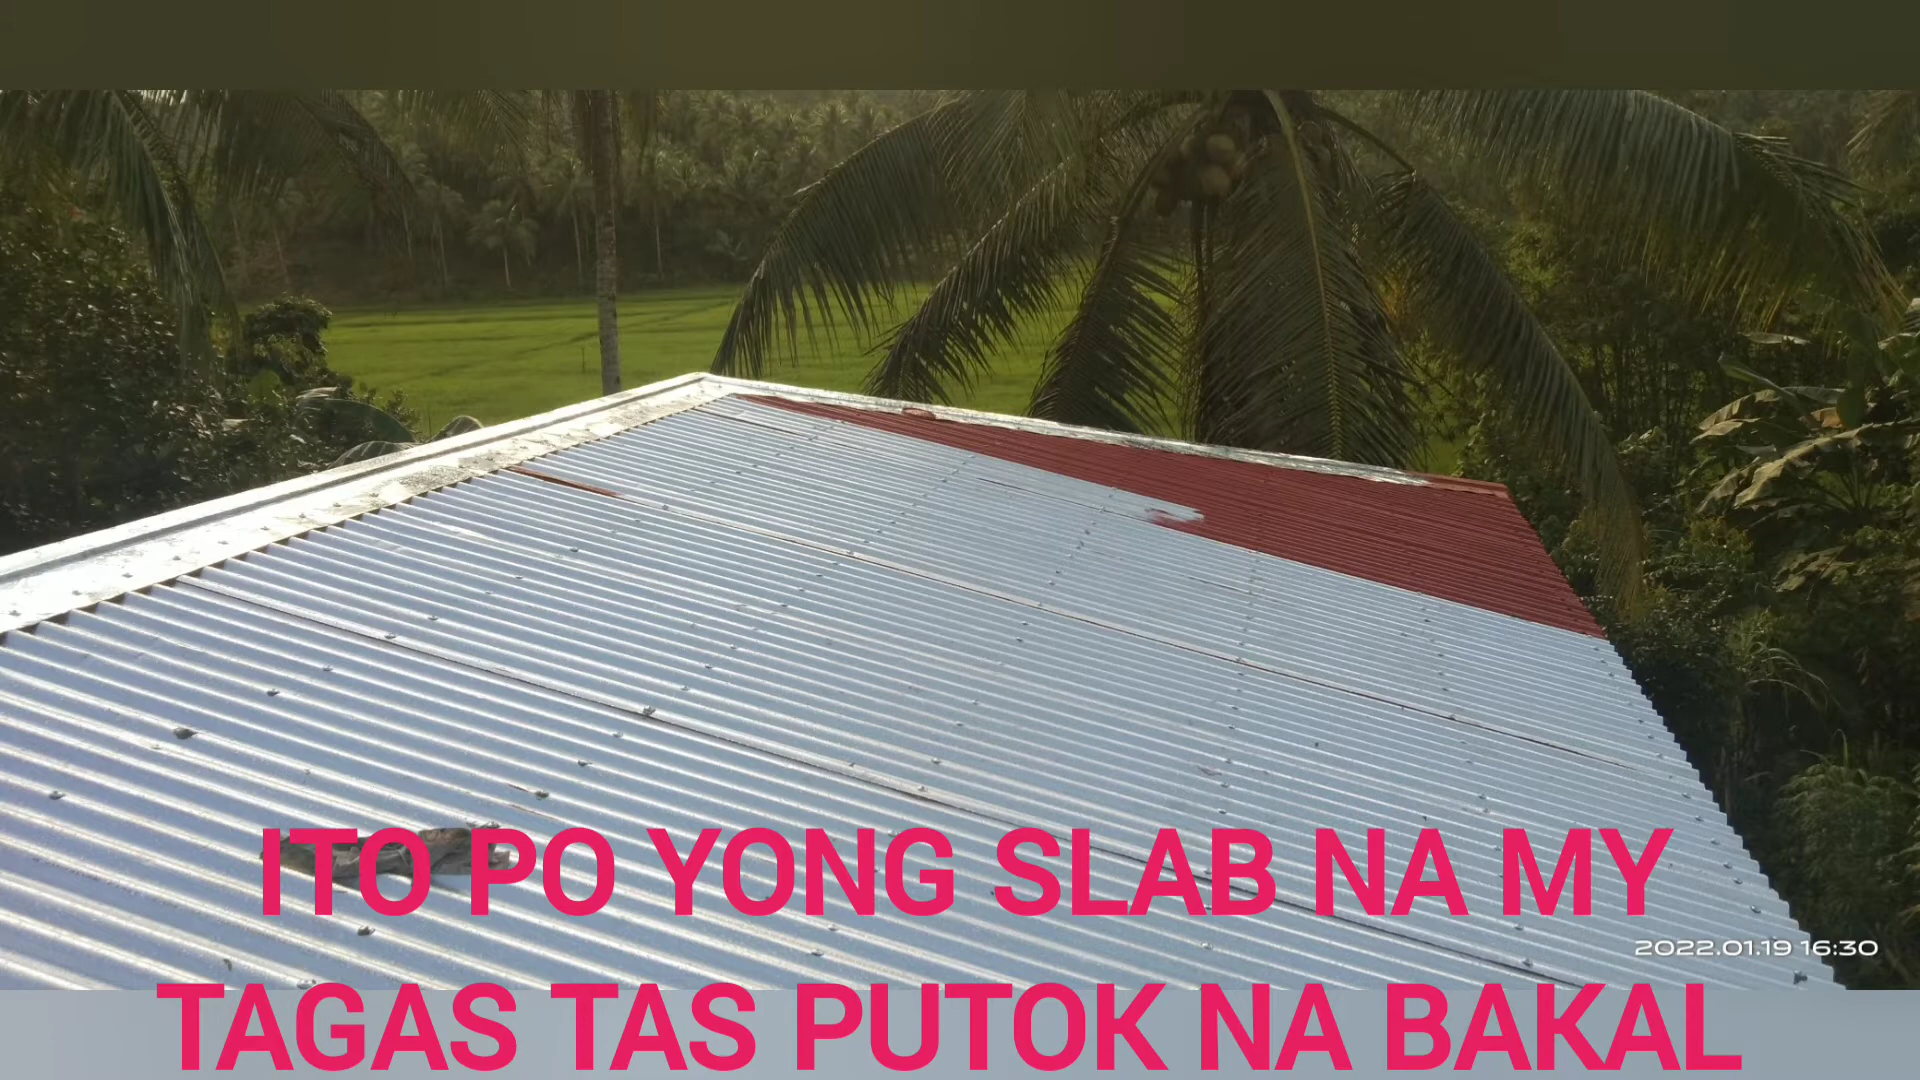 ITO PO YONG SLAB NA MY
2022.01.19 16:30
TAGAS TAS PUTOK NA BAKAL